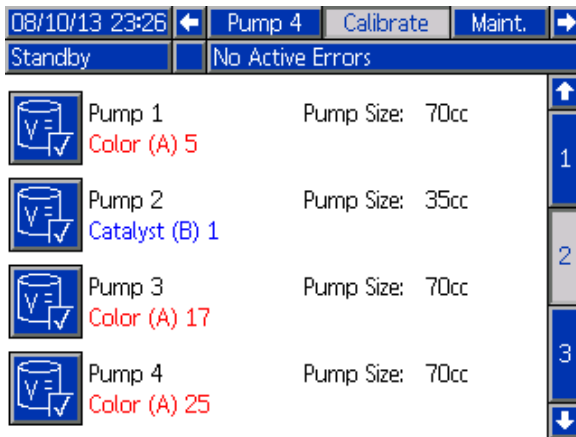 08/10/13 23:26 Pump 4 Calibrate Maint.
Standby No Active Errors
Pump 1 Pump Size: 70cc
Color (A) 5
1
Pump 2 Pump Size: 35cc
Catalyst (B) 1
2
Pump 3 Pump Size: 70cc
Color (A) 17
3
Pump 4 Pump Size: 70cc
Color (A) 25